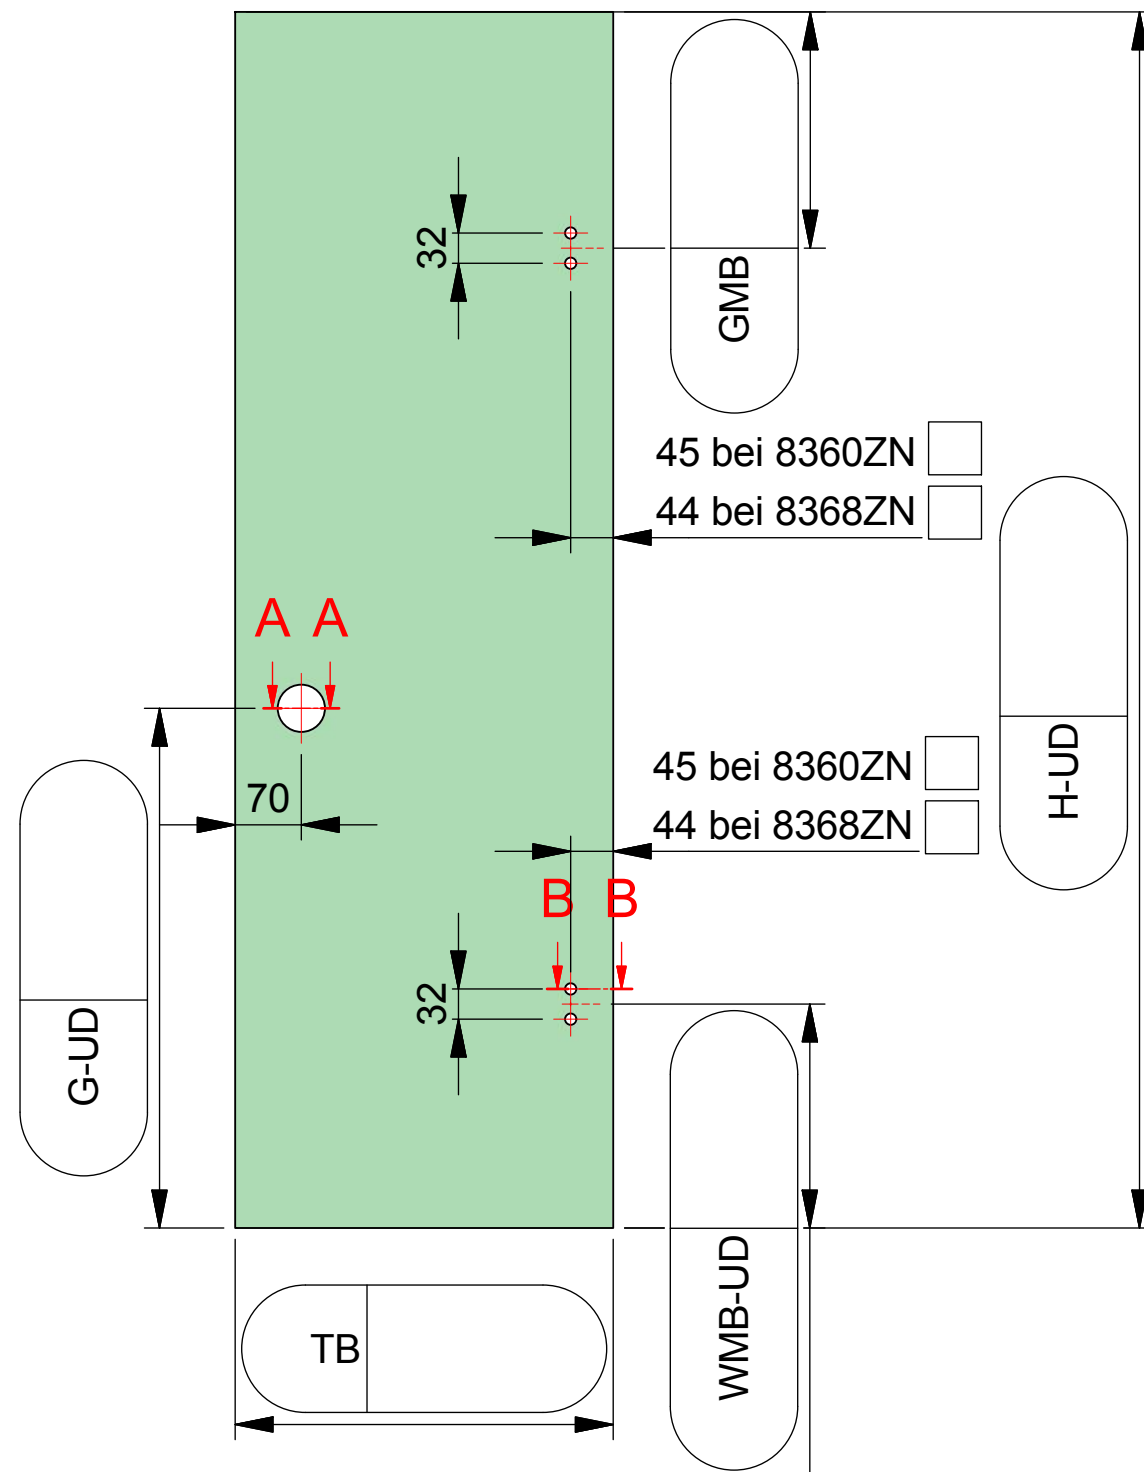 32
GMB
45 bei 8360ZN
44 bei 8368ZN
A A
H-UD
45 bei 8360ZN
44 bei 8368ZN
70
B B
32
G-UD
WMB-UD
TB